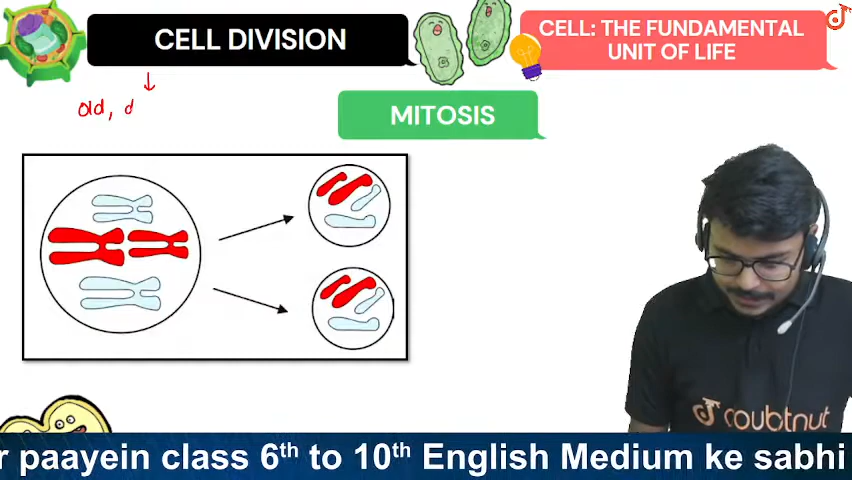 CELL DIVISION
CELL: THE FUNDAMENTAL
UNIT OF LIFE
old, d
MITOSIS
doubtnut
r paayein class 6th to 10th English Medium ke sabhi